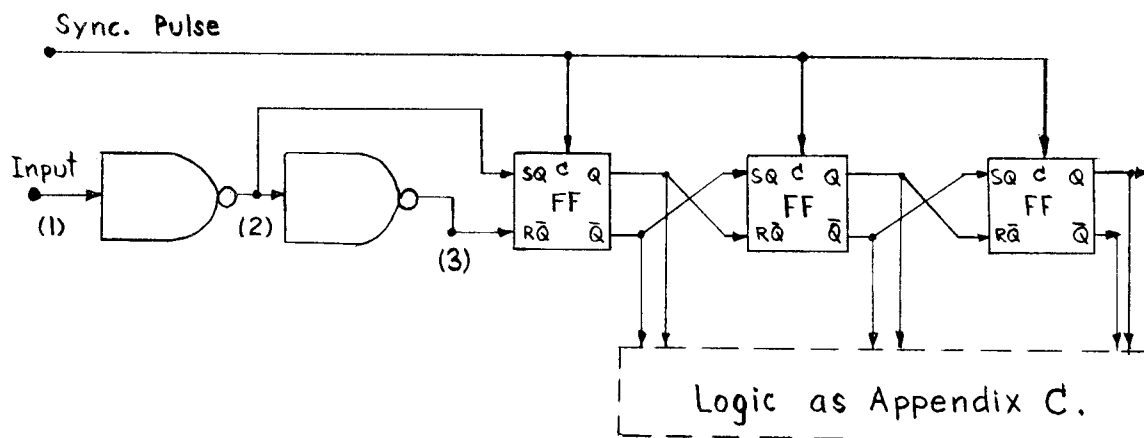 Sync. Pulse
Input
(1)
(2)
(3)
SQ C Q
FF
RQ̅ Q̅
SQ C Q
FF
RQ̅ Q̅
SQ C Q
FF
RQ̅ Q̅
Logic as Appendix C.